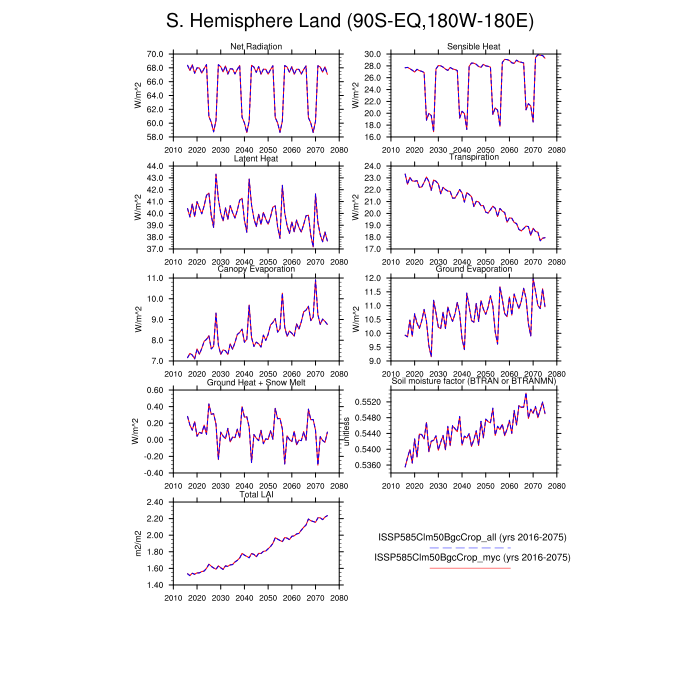 S. Hemisphere Land (90S-EQ,180W-180E)
Net Radiation
W/m^2
70.0
68.0
66.0
64.0
62.0
60.0
58.0
2010 2020 2030 2040 2050 2060 2070 2080
Sensible Heat
W/m^2
30.0
28.0
26.0
24.0
22.0
20.0
18.0
16.0
2010 2020 2030 2040 2050 2060 2070 2080
Latent Heat
W/m^2
44.0
43.0
42.0
41.0
40.0
39.0
38.0
37.0
2010 2020 2030 2040 2050 2060 2070 2080
Transpiration
W/m^2
24.0
23.0
22.0
21.0
20.0
19.0
18.0
17.0
2010 2020 2030 2040 2050 2060 2070 2080
Canopy Evaporation
W/m^2
11.0
10.0
9.0
8.0
7.0
2010 2020 2030 2040 2050 2060 2070 2080
Ground Evaporation
W/m^2
12.0
11.5
11.0
10.5
10.0
9.5
9.0
2010 2020 2030 2040 2050 2060 2070 2080
Ground Heat + Snow Melt
W/m^2
0.60
0.40
0.20
0.00
-0.20
-0.40
2010 2020 2030 2040 2050 2060 2070 2080
Soil moisture factor (BTRAN or BTRANMN)
unitless
0.5520
0.5480
0.5440
0.5400
0.5360
2010 2020 2030 2040 2050 2060 2070 2080
Total LAI
m2/m2
2.40
2.20
2.00
1.80
1.60
1.40
2010 2020 2030 2040 2050 2060 2070 2080
ISSP585Clm50BgcCrop_all (yrs 2016-2075)
ISSP585Clm50BgcCrop_myc (yrs 2016-2075)